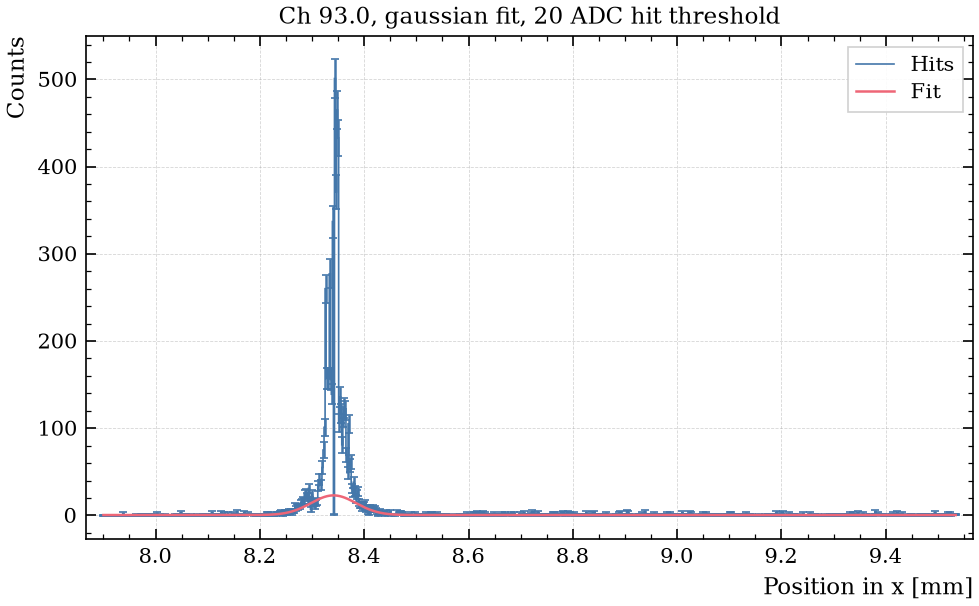 Ch 93.0, gaussian fit, 20 ADC hit threshold
Counts
500
400
300
200
100
0
Hits
Fit
8.0 8.2 8.4 8.6 8.8 9.0 9.2 9.4
Position in x [mm]